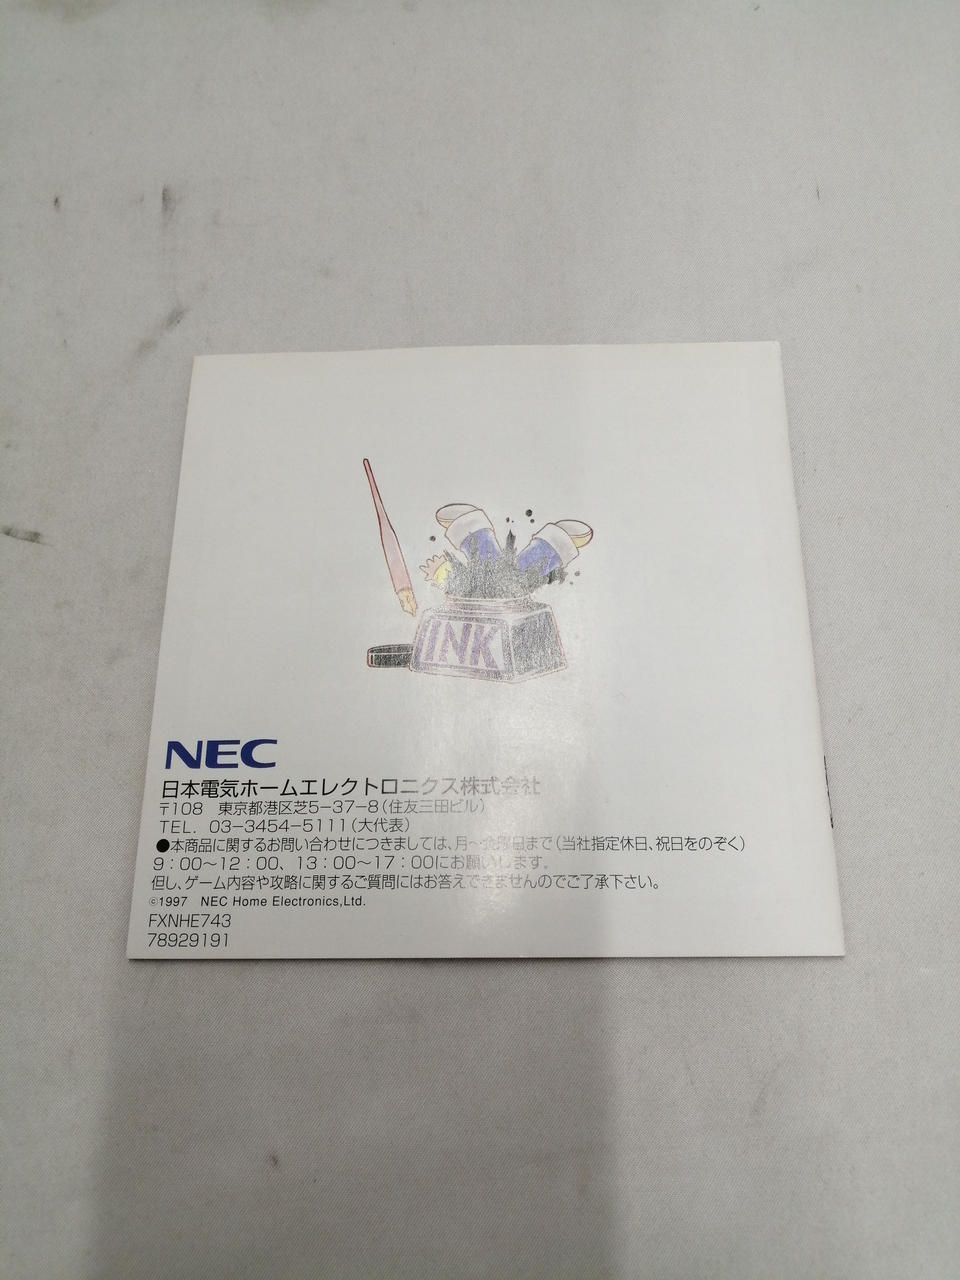 INK
NEC
日本電気ホームエレクトロニクス株式会社
〒108 東京都港区芝5-37-8(住友三田ビル)
TEL. 03-3454-5111(大代表)
●本商品に関するお問い合わせにつきましては、月〜金曜日まで(当社指定休日、祝日をのぞく)
9:00〜12:00、13:00〜17:00にお願いします。
但し、ゲーム内容や攻略に関するご質問にはお答えできませんのでご了承下さい。
©1997 NEC Home Electronics,Ltd.
FXNHE743
78929191